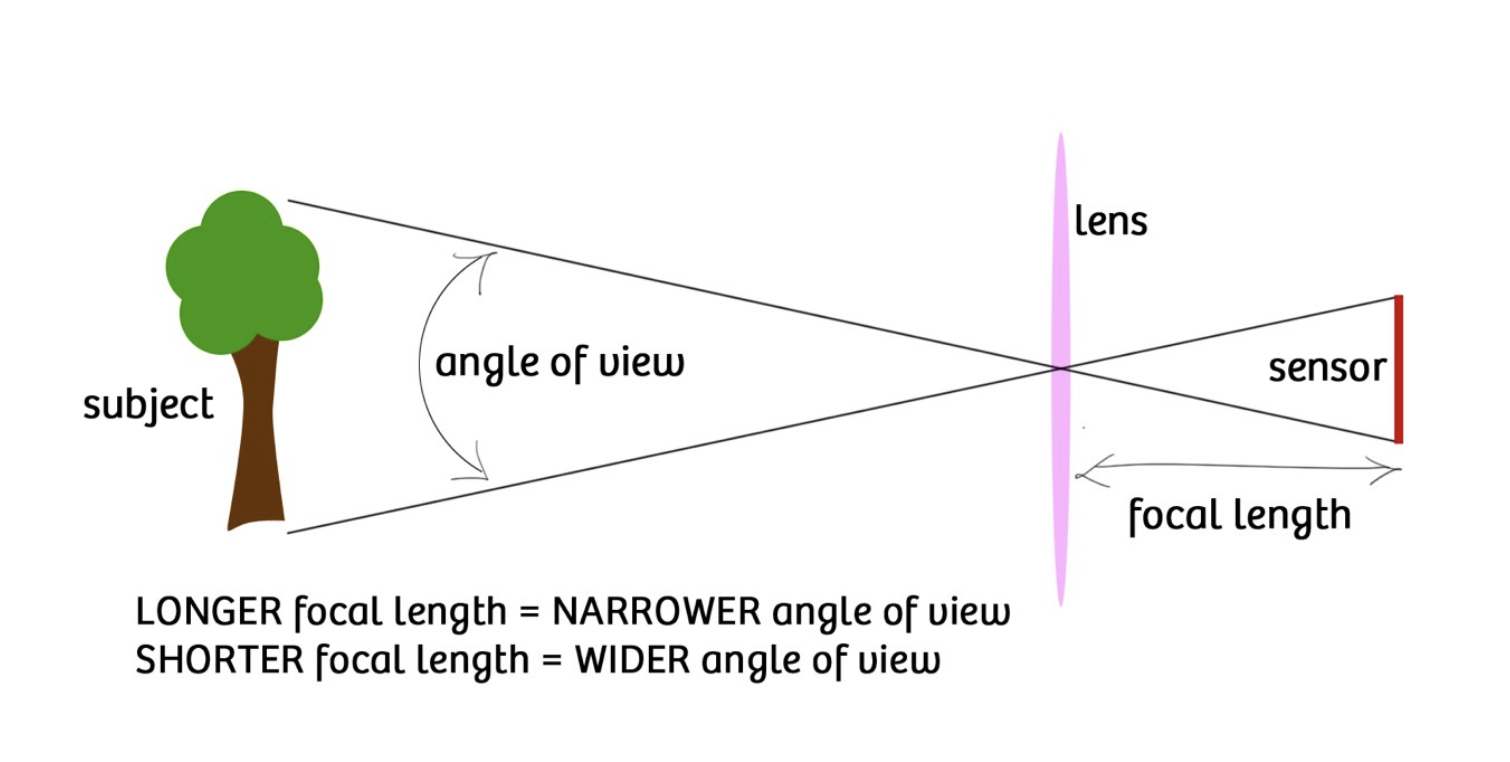 lens
angle of view
sensor
subject
focal length
LONGER focal length = NARROWER angle of view
SHORTER focal length = WIDER angle of view